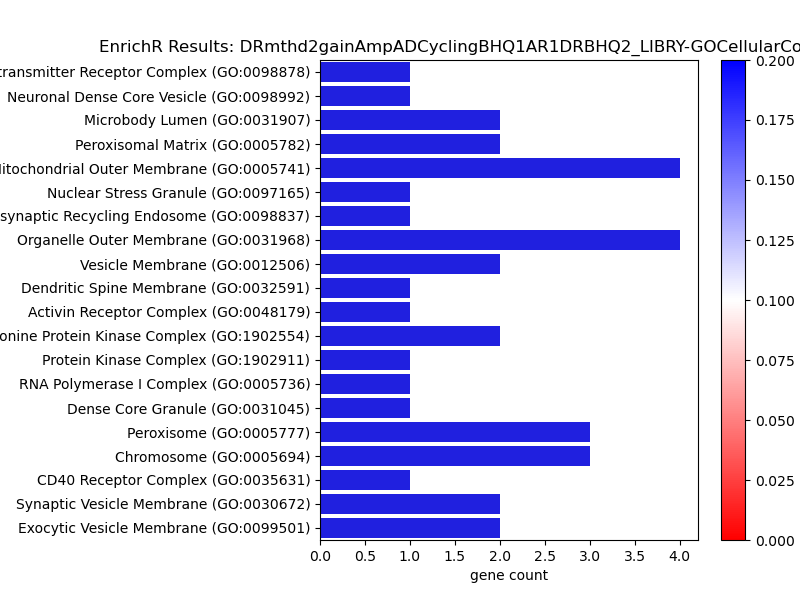 EnrichR Results: DRmthd2gainAmpADCyclingBHQ1AR1DRBHQ2_LIBRY-GOCellularCo
transmitter Receptor Complex (GO:0098878)
Neuronal Dense Core Vesicle (GO:0098992)
Microbody Lumen (GO:0031907)
Peroxisomal Matrix (GO:0005782)
Mitochondrial Outer Membrane (GO:0005741)
Nuclear Stress Granule (GO:0097165)
synaptic Recycling Endosome (GO:0098837)
Organelle Outer Membrane (GO:0031968)
Vesicle Membrane (GO:0012506)
Dendritic Spine Membrane (GO:0032591)
Activin Receptor Complex (GO:0048179)
onine Protein Kinase Complex (GO:1902554)
Protein Kinase Complex (GO:1902911)
RNA Polymerase I Complex (GO:0005736)
Dense Core Granule (GO:0031045)
Peroxisome (GO:0005777)
Chromosome (GO:0005694)
CD40 Receptor Complex (GO:0035631)
Synaptic Vesicle Membrane (GO:0030672)
Exocytic Vesicle Membrane (GO:0099501)
0.0 0.5 1.0 1.5 2.0 2.5 3.0 3.5 4.0
gene count
0.200
0.175
0.150
0.125
0.100
0.075
0.050
0.025
0.000